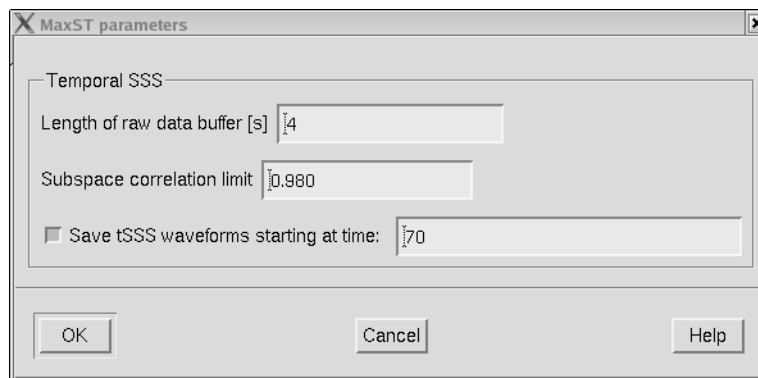 MaxST parameters
Temporal SSS
Length of raw data buffer [s] 4
Subspace correlation limit 0.980
Save tSSS waveforms starting at time: 70
OK Cancel Help